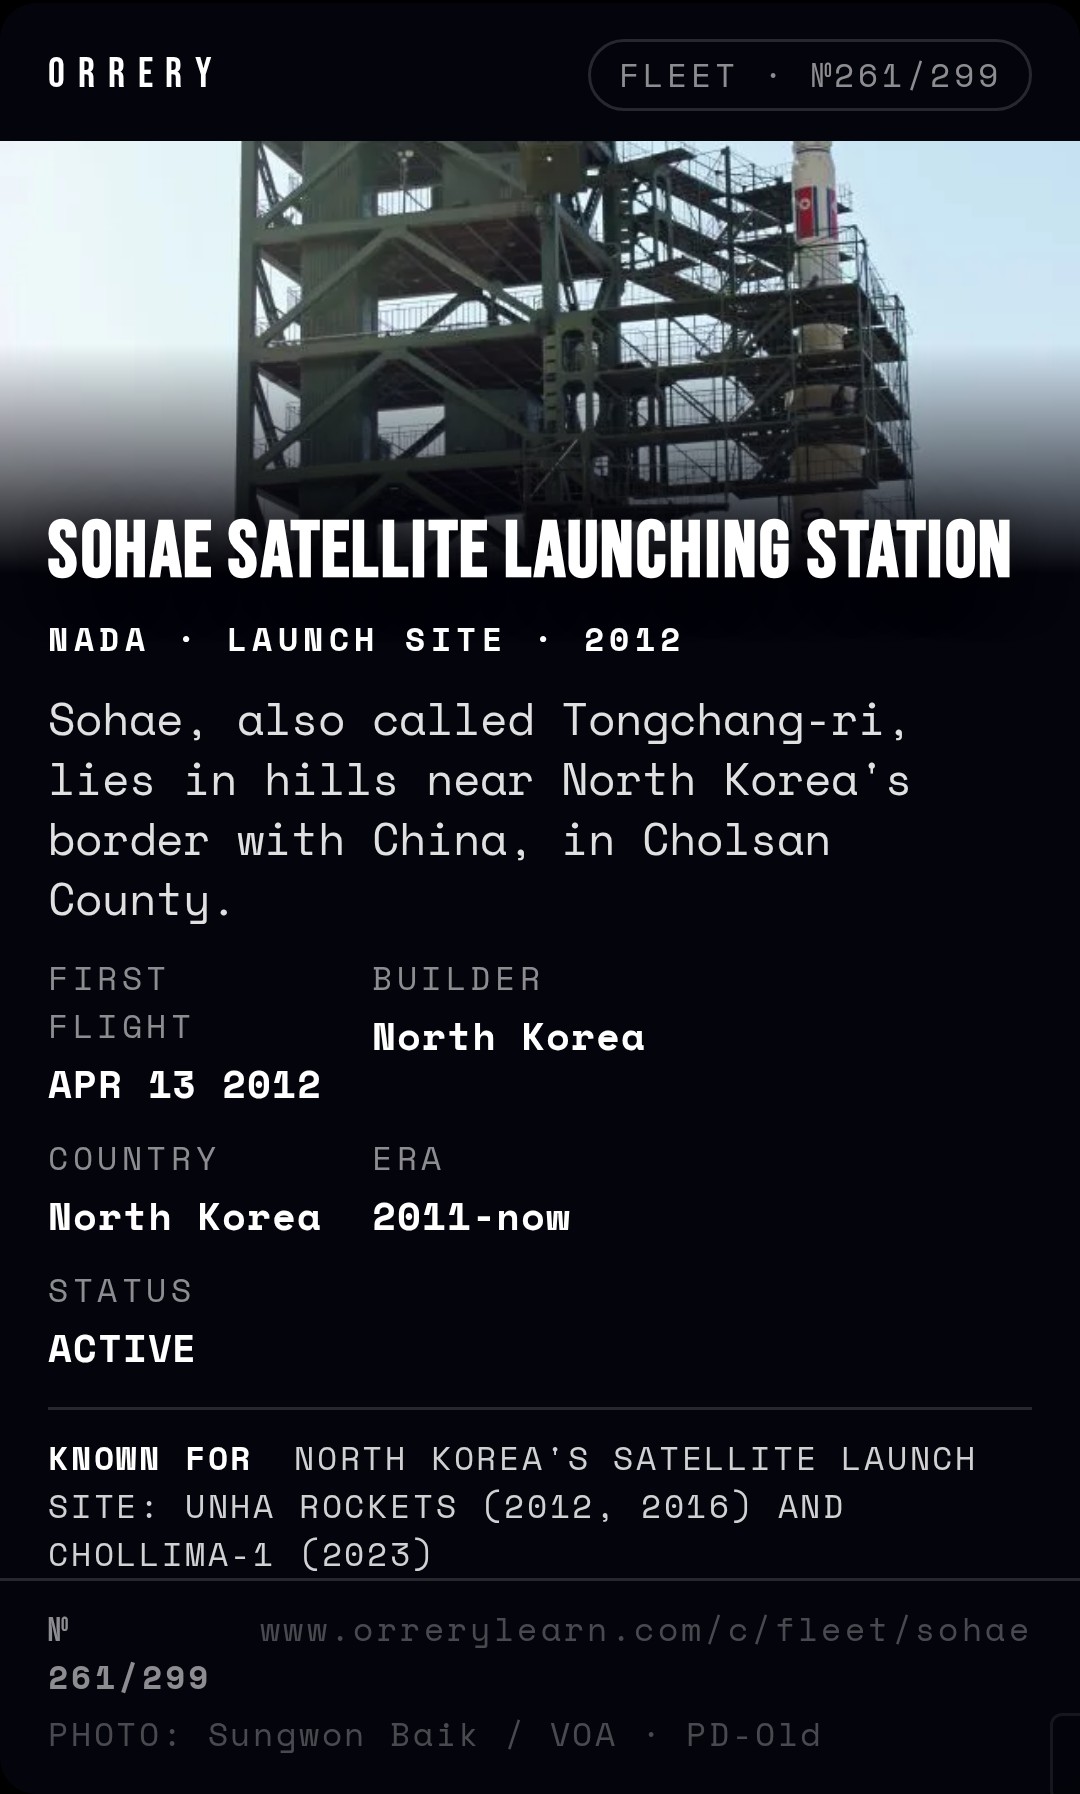 ORRERY
FLEET · №261/299
SOHAE SATELLITE LAUNCHING STATION
NADA · LAUNCH SITE · 2012
Sohae, also called Tongchang-ri,
lies in hills near North Korea's
border with China, in Cholsan
County.
FIRST
FLIGHT
APR 13 2012
BUILDER
North Korea
COUNTRY
North Korea
ERA
2011-now
STATUS
ACTIVE
KNOWN FOR NORTH KOREA'S SATELLITE LAUNCH
SITE: UNHA ROCKETS (2012, 2016) AND
CHOLLIMA-1 (2023)
№
261/299
www.orrerylearn.com/c/fleet/sohae
PHOTO: Sungwon Baik / VOA · PD-Old